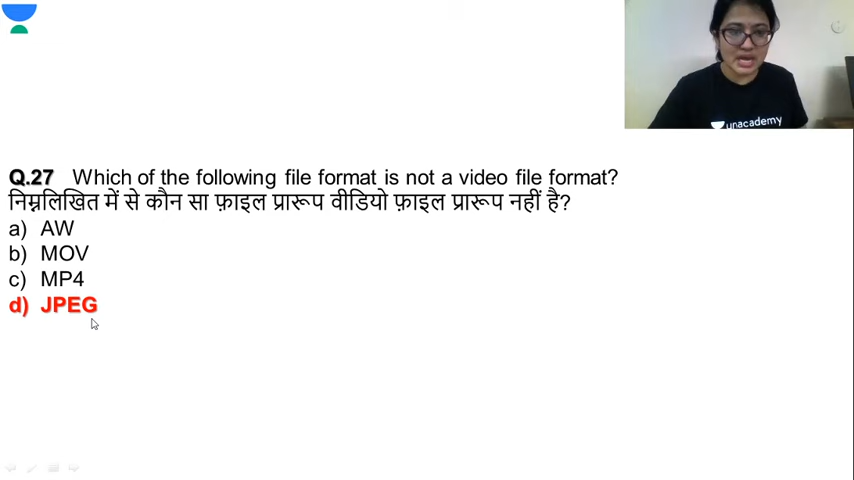 unacademy
Q.27 Which of the following file format is not a video file format?
निम्नलिखित में से कौन सा फ़ाइल प्रारूप वीडियो फ़ाइल प्रारूप नहीं है?
a) AW
b) MOV
c) MP4
d) JPEG